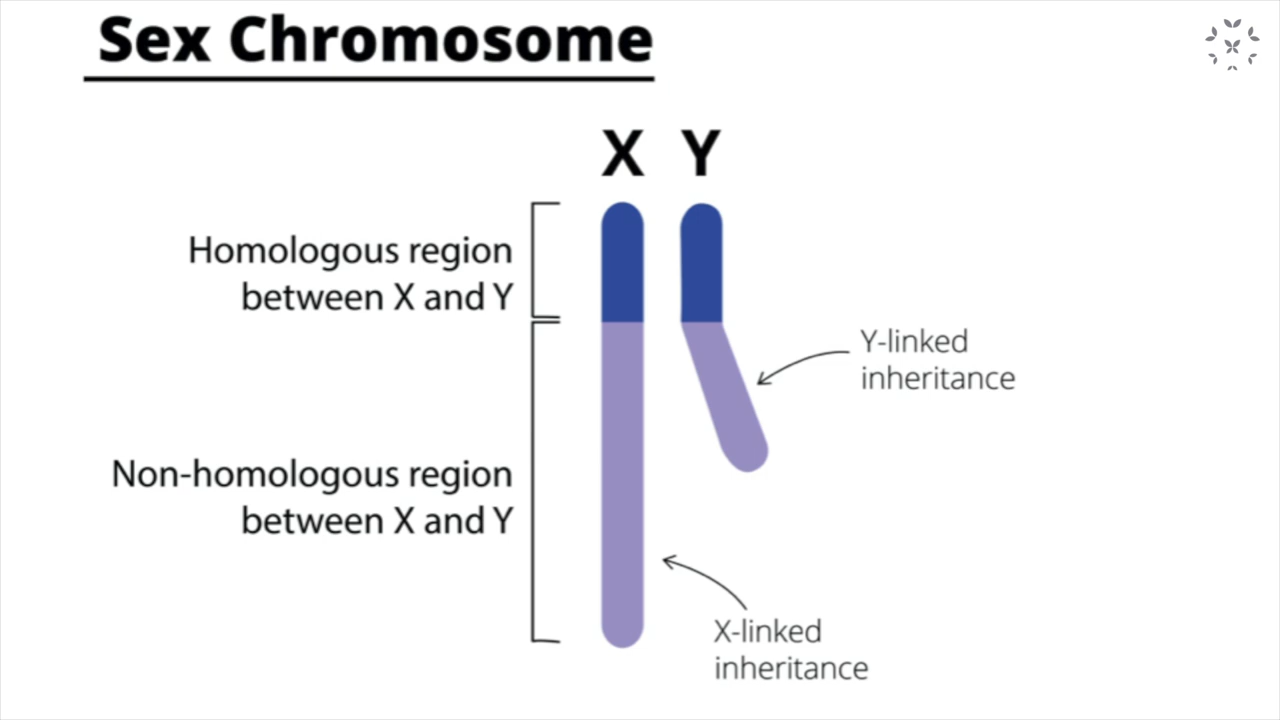 Sex Chromosome
X Y
Homologous region
between X and Y
Y-linked
inheritance
Non-homologous region
between X and Y
X-linked
inheritance